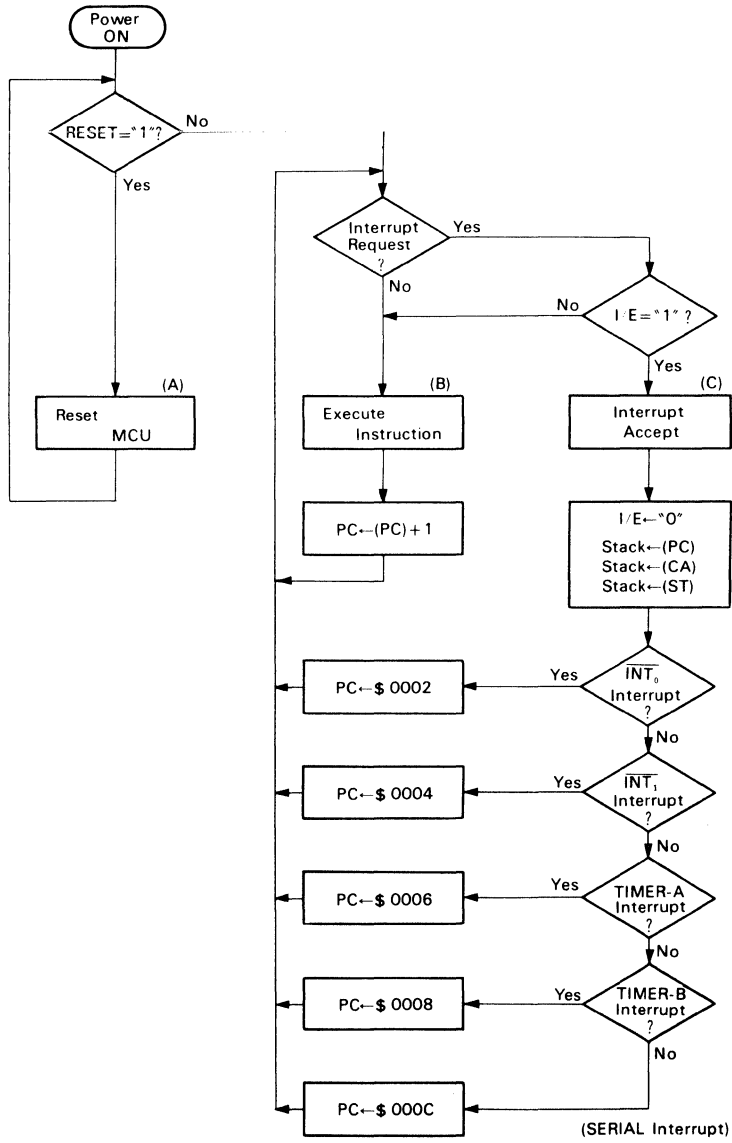 Power
ON
RESET="1"?
No
Yes
(A)
Reset
MCU
Interrupt
Request
?
Yes
No
I/E="1"?
No
Yes
(B)
Execute
Instruction
(C)
Interrupt
Accept
PC←(PC)+1
I/E←"0"
Stack←(PC)
Stack←(CA)
Stack←(ST)
INT₀
Interrupt
?
Yes
No
PC←$0002
INT₁
Interrupt
?
Yes
No
PC←$0004
TIMER-A
Interrupt
?
Yes
No
PC←$0006
TIMER-B
Interrupt
?
Yes
No
PC←$0008
PC←$000C
(SERIAL Interrupt)